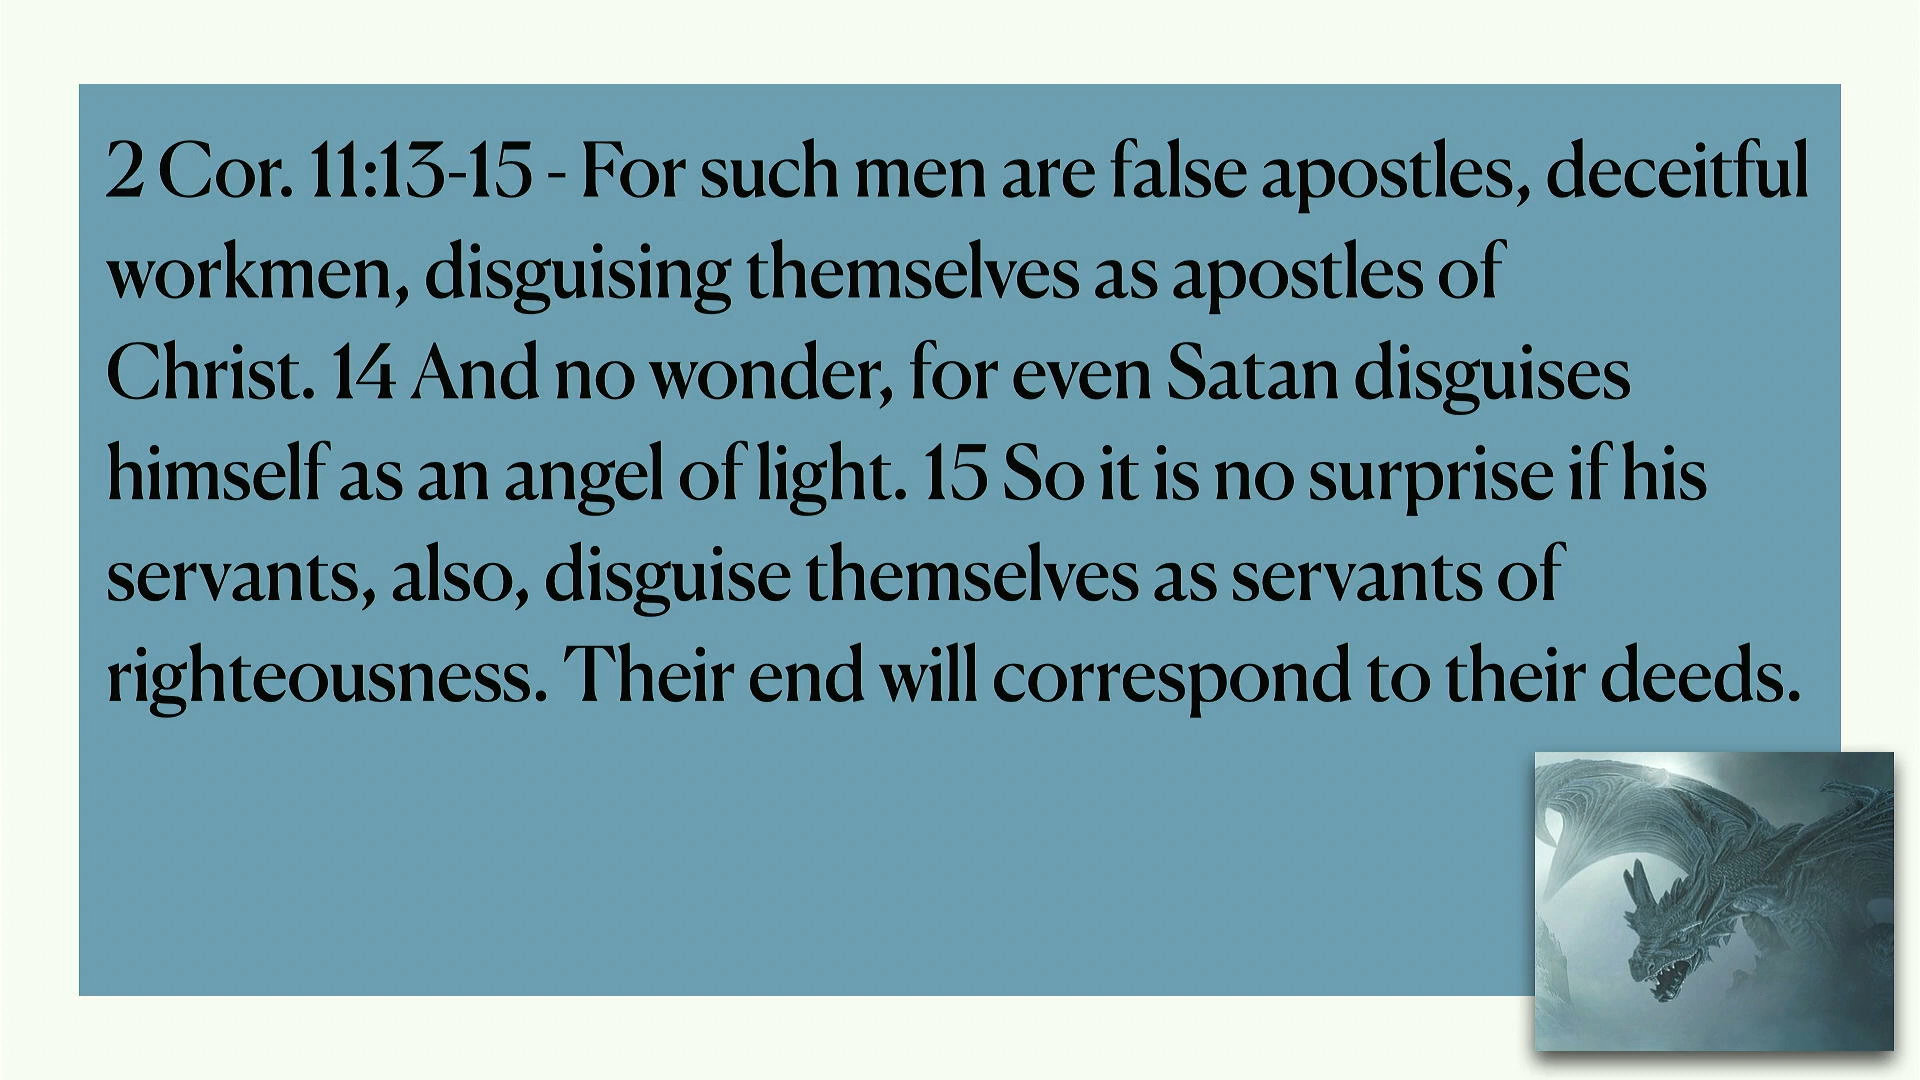 2 Cor. 11:13-15 - For such men are false apostles, deceitful
workmen, disguising themselves as apostles of
Christ. 14 And no wonder, for even Satan disguises
himself as an angel of light. 15 So it is no surprise if his
servants, also, disguise themselves as servants of
righteousness. Their end will correspond to their deeds.